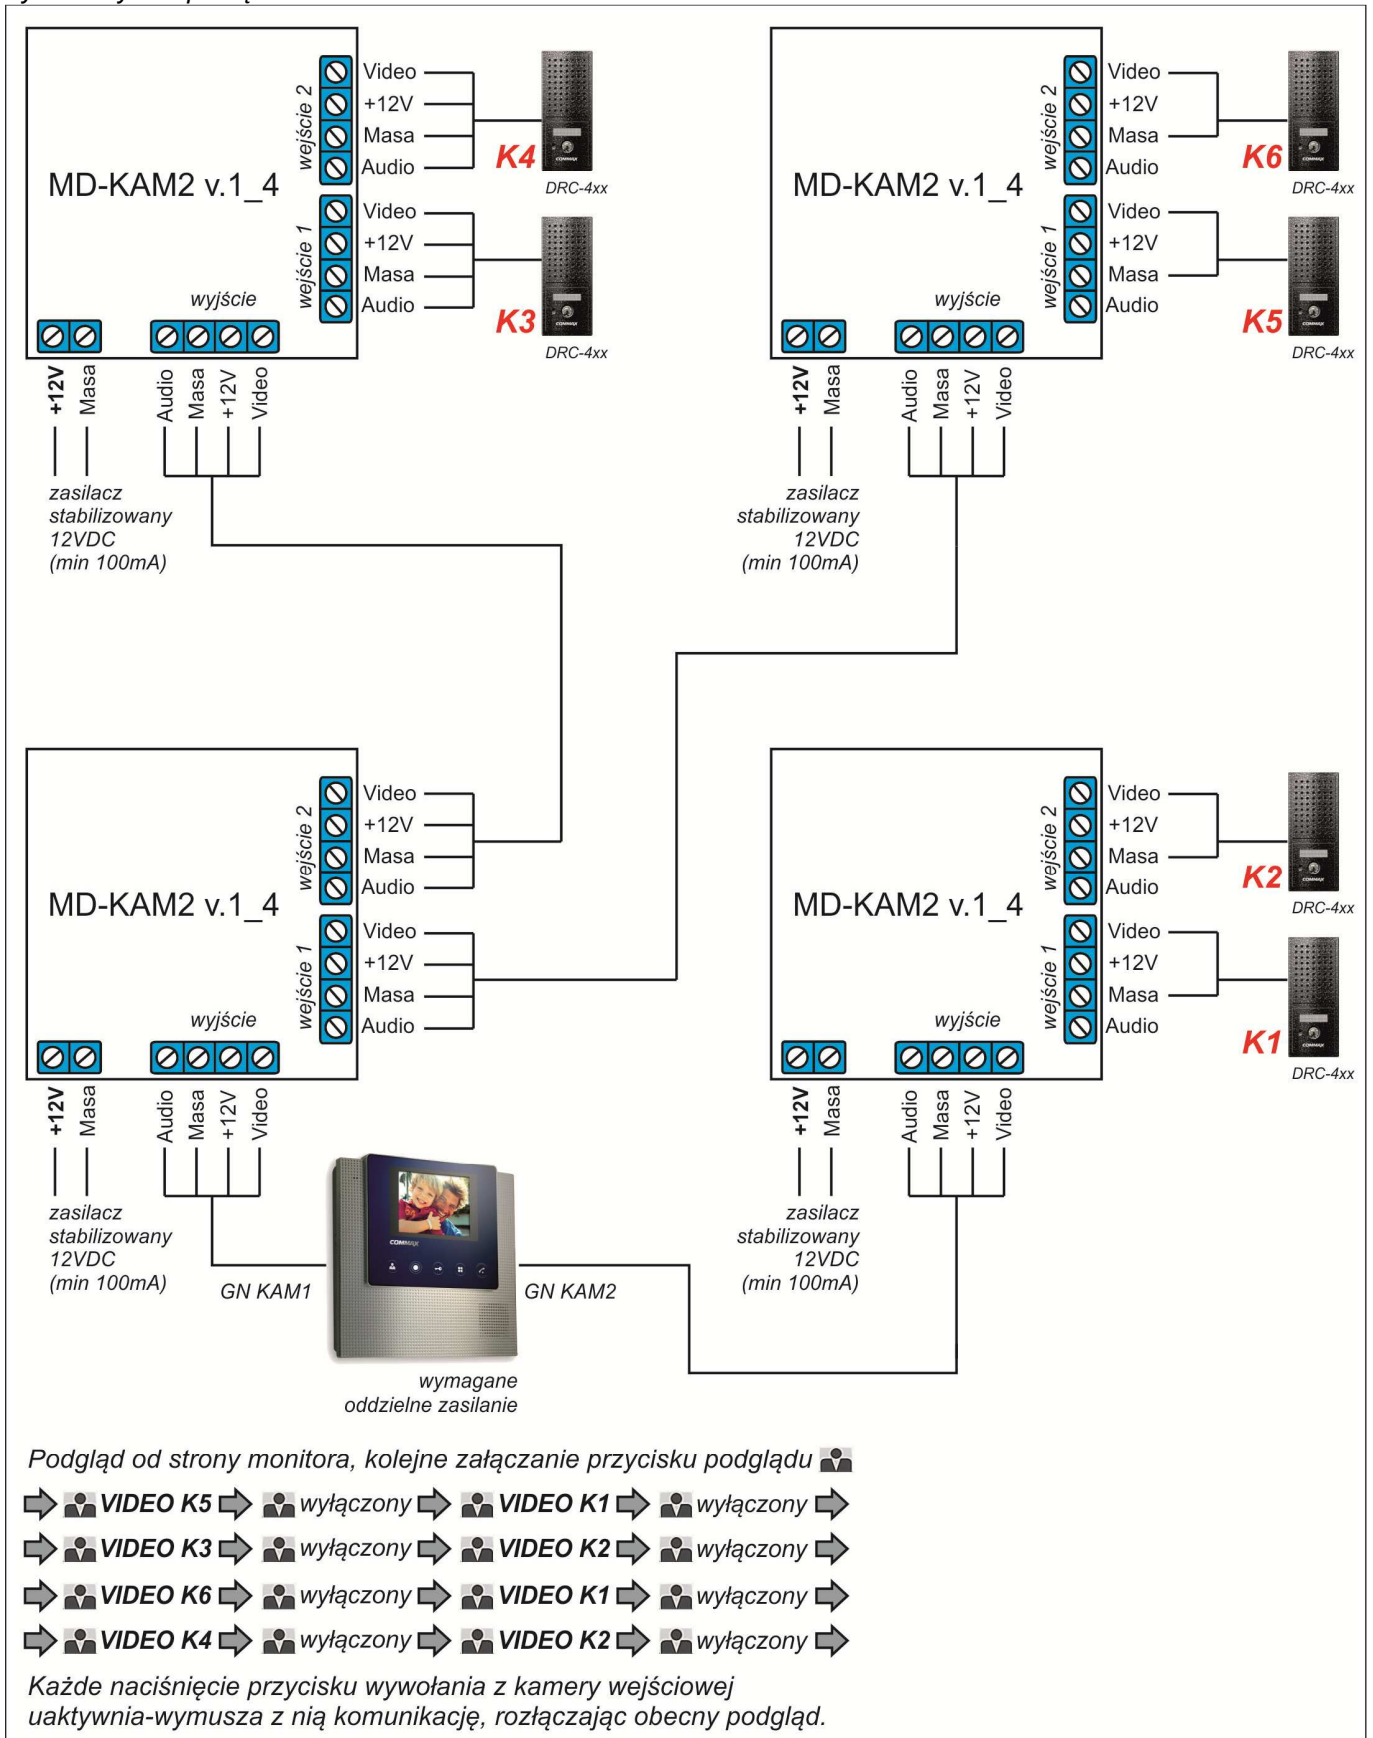 wejście 2
Video
+12V
Masa
Audio
K4
DRC-4xx
MD-KAM2 v.1_4
wejście 1
Video
+12V
Masa
Audio
K3
DRC-4xx
wyjście
+12V
Masa
Audio
Masa
+12V
Video
zasilacz
stabilizowany
12VDC
(min 100mA)
wejście 2
Video
+12V
Masa
Audio
K6
COMMAX
DRC-4xx
MD-KAM2 v.1_4
wejście 1
Video
+12V
Masa
Audio
K5
COMMAX
DRC-4xx
wyjście
+12V
Masa
Audio
Masa
+12V
Video
zasilacz
stabilizowany
12VDC
(min 100mA)
wejście 2
Video
+12V
Masa
Audio
MD-KAM2 v.1_4
wejście 1
Video
+12V
Masa
Audio
wyjście
+12V
Masa
Audio
Masa
+12V
Video
zasilacz
stabilizowany
12VDC
(min 100mA)
GN KAM1
COMMAX
GN KAM2
wymagane
oddzielne zasilanie
wejście 2
Video
+12V
Masa
Audio
K2
COMMAX
DRC-4xx
MD-KAM2 v.1_4
wejście 1
Video
+12V
Masa
Audio
K1
COMMAX
DRC-4xx
wyjście
+12V
Masa
Audio
Masa
+12V
Video
zasilacz
stabilizowany
12VDC
(min 100mA)
Podgląd od strony monitora, kolejne załączanie przycisku podglądu
VIDEO K5 wyłączony VIDEO K1 wyłączony
VIDEO K3 wyłączony VIDEO K2 wyłączony
VIDEO K6 wyłączony VIDEO K1 wyłączony
VIDEO K4 wyłączony VIDEO K2 wyłączony
Każde naciśnięcie przycisku wywołania z kamery wejściowej
uaktywnia-wymusza z nią komunikację, rozłączając obecny podgląd.